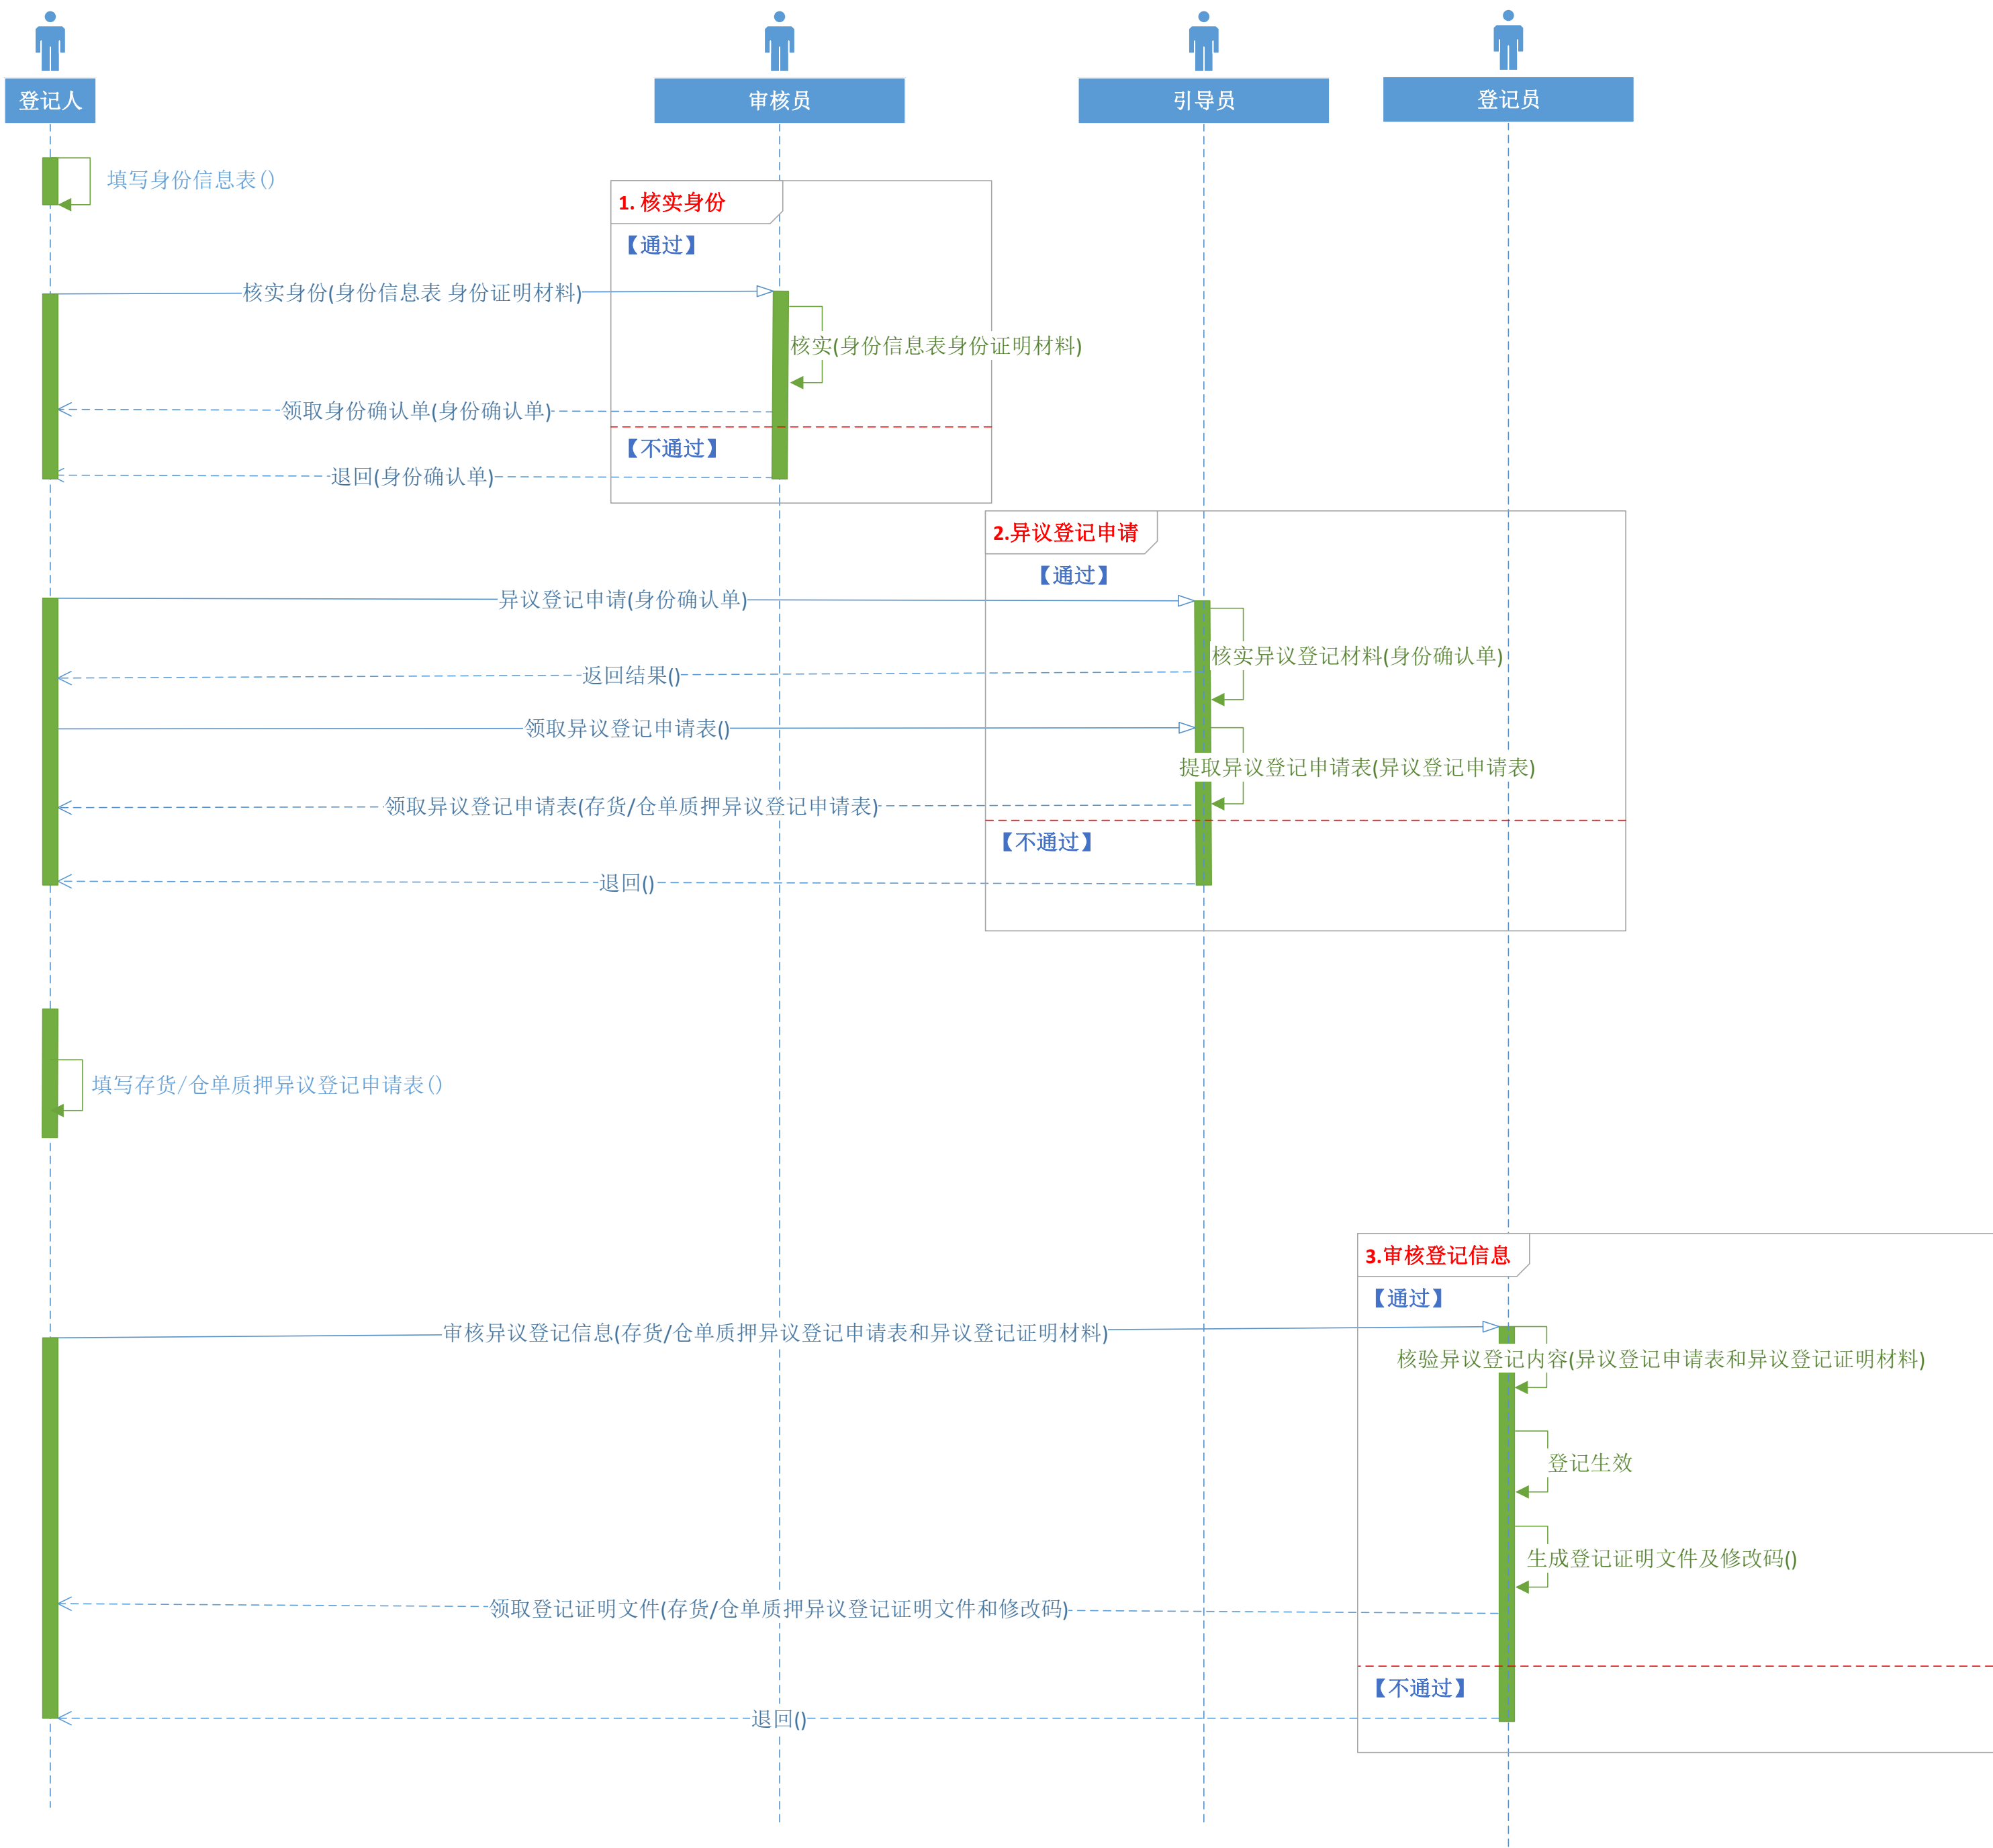 登记人
审核员
引导员
登记员
填写身份信息表()
1. 核实身份
【通过】
核实身份(身份信息表 身份证明材料)
核实(身份信息表身份证明材料)
领取身份确认单(身份确认单)
【不通过】
退回(身份确认单)
2.异议登记申请
【通过】
异议登记申请(身份确认单)
核实异议登记材料(身份确认单)
返回结果()
领取异议登记申请表()
提取异议登记申请表(异议登记申请表)
领取异议登记申请表(存货/仓单质押异议登记申请表)
【不通过】
退回()
填写存货/仓单质押异议登记申请表()
3.审核登记信息
【通过】
审核异议登记信息(存货/仓单质押异议登记申请表和异议登记证明材料)
核验异议登记内容(异议登记申请表和异议登记证明材料)
登记生效
生成登记证明文件及修改码()
领取登记证明文件(存货/仓单质押异议登记证明文件和修改码)
【不通过】
退回()